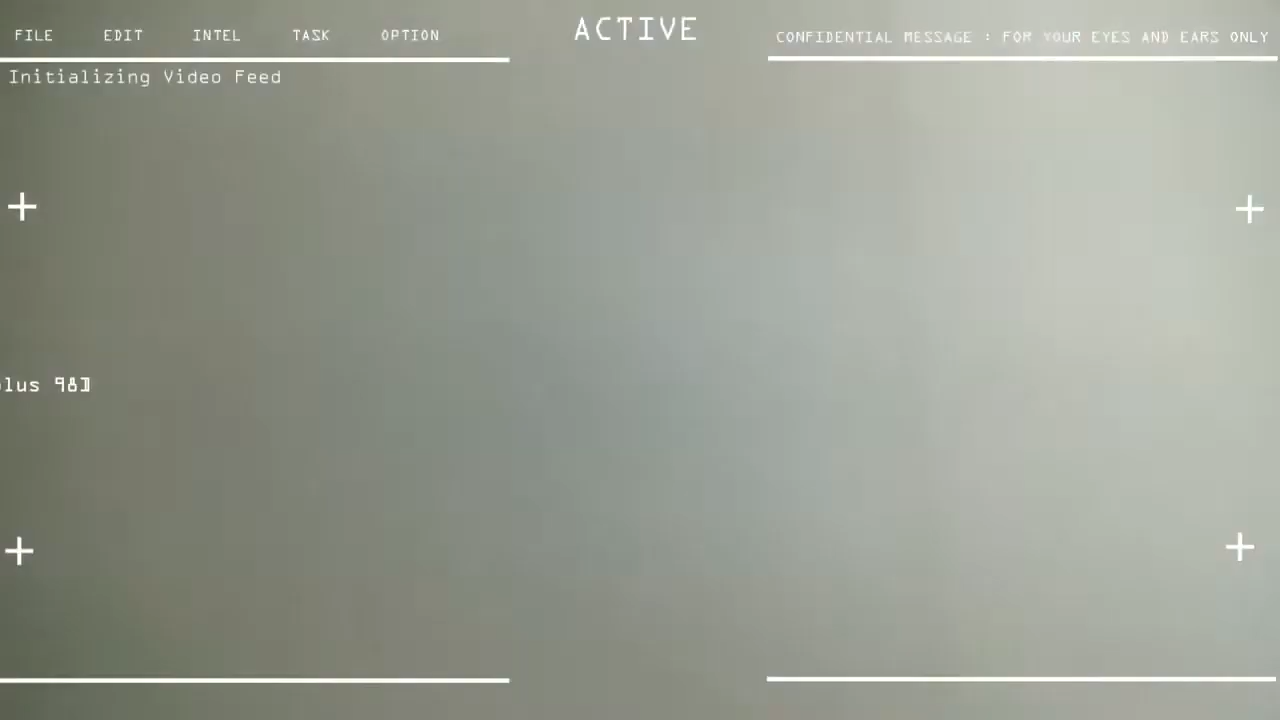 FILE EDIT INTEL TASK OPTION
ACTIVE
CONFIDENTIAL MESSAGE : FOR YOUR EYES AND EARS ONLY
Initializing Video Feed